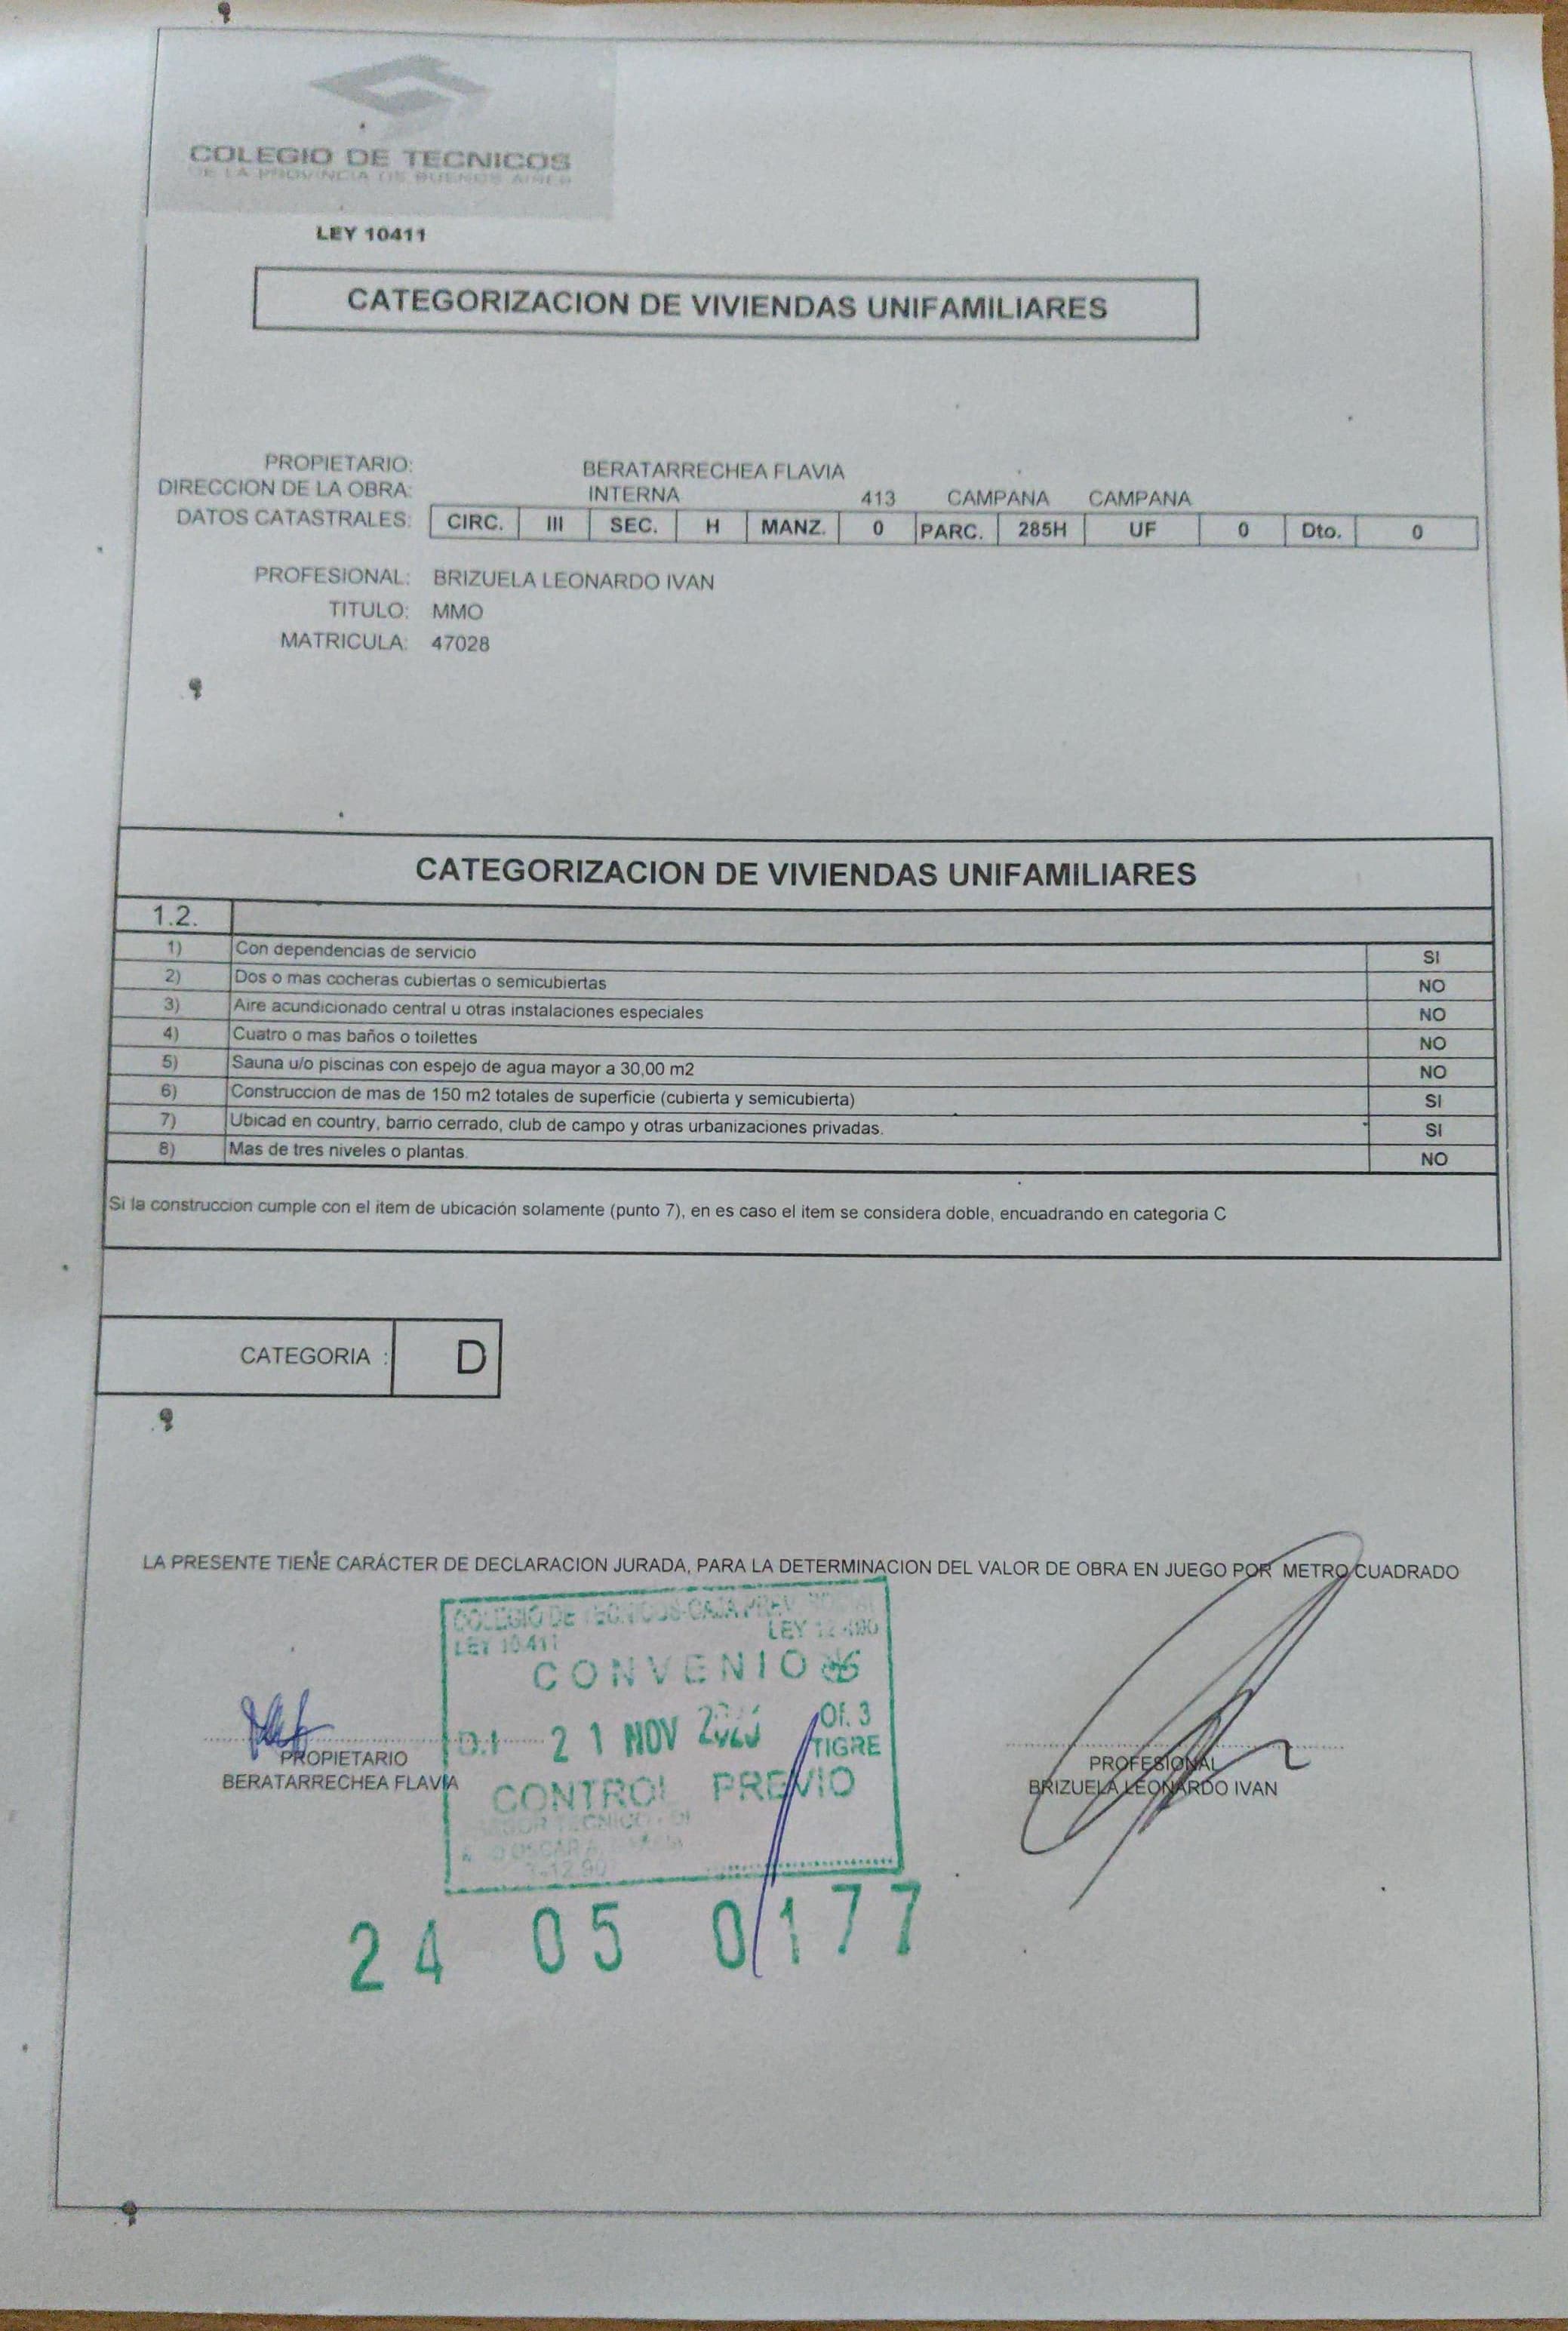 COLEGIO DE TECNICOS
DE LA PROVINCIA DE BUENOS AIRES
LEY 10411
CATEGORIZACION DE VIVIENDAS UNIFAMILIARES
PROPIETARIO: BERATARRECHEA FLAVIA
DIRECCION DE LA OBRA: INTERNA 413 CAMPANA CAMPANA
DATOS CATASTRALES: CIRC. III SEC. H MANZ. 0 PARC. 285H UF 0 Dto. 0
PROFESIONAL: BRIZUELA LEONARDO IVAN
TITULO: MMO
MATRICULA: 47028
CATEGORIZACION DE VIVIENDAS UNIFAMILIARES
1.2.
1) Con dependencias de servicio SI
2) Dos o mas cocheras cubiertas o semicubiertas NO
3) Aire acundicionado central u otras instalaciones especiales NO
4) Cuatro o mas baños o toilettes NO
5) Sauna u/o piscinas con espejo de agua mayor a 30,00 m2 NO
6) Construccion de mas de 150 m2 totales de superficie (cubierta y semicubierta) SI
7) Ubicad en country, barrio cerrado, club de campo y otras urbanizaciones privadas. SI
8) Mas de tres niveles o plantas. NO
Si la construccion cumple con el item de ubicación solamente (punto 7), en es caso el item se considera doble, encuadrando en categoria C
CATEGORIA : D
LA PRESENTE TIENE CARÁCTER DE DECLARACION JURADA, PARA LA DETERMINACION DEL VALOR DE OBRA EN JUEGO POR METRO CUADRADO
COLEGIO DE TECNICOS-CAJA PREV.
LEY 10.411 LEY 12.490
CONVENIO
21 NOV Of. 3
TIGRE
CONTROL PREVIO
TECNICO
OSCAR A.
PROPIETARIO
BERATARRECHEA FLAVIA
PROFESIONAL
BRIZUELA LEONARDO IVAN
24 05 0177